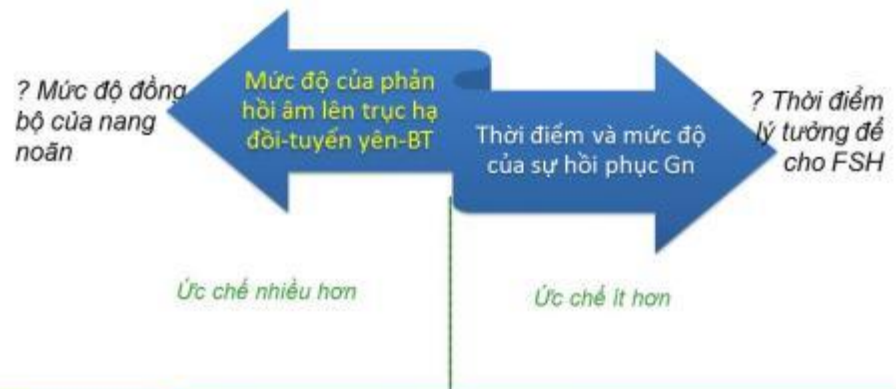 ? Mức độ đồng
bộ của nang
noãn
Mức độ của phản
hồi âm lên trục hạ
đồi-tuyến yên-BT
Thời điểm và mức độ
của sự hồi phục Gn
? Thời điểm
lý tưởng để
cho FSH
Ức chế nhiều hơn
Ức chế ít hơn